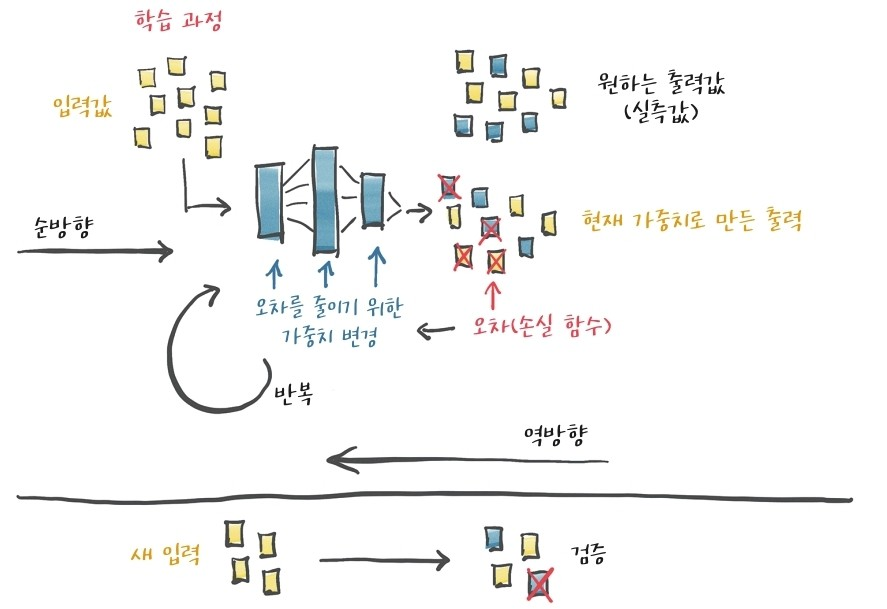 학습 과정
입력값
원하는 출력값
(실측값)
현재 가중치로 만든 출력
순방향
오차를 줄이기 위한
가중치 변경
오차(손실 함수)
반복
역방향
새 입력
검증